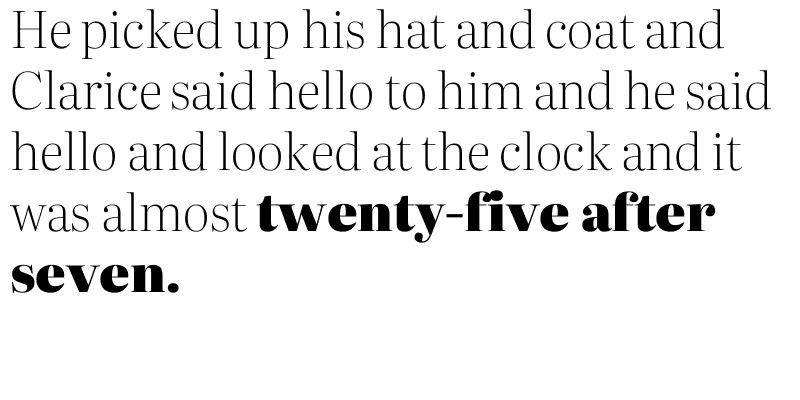 He picked up his hat and coat and
Clarice said hello to him and he said
hello and looked at the clock and it
was almost twenty-five after
seven.